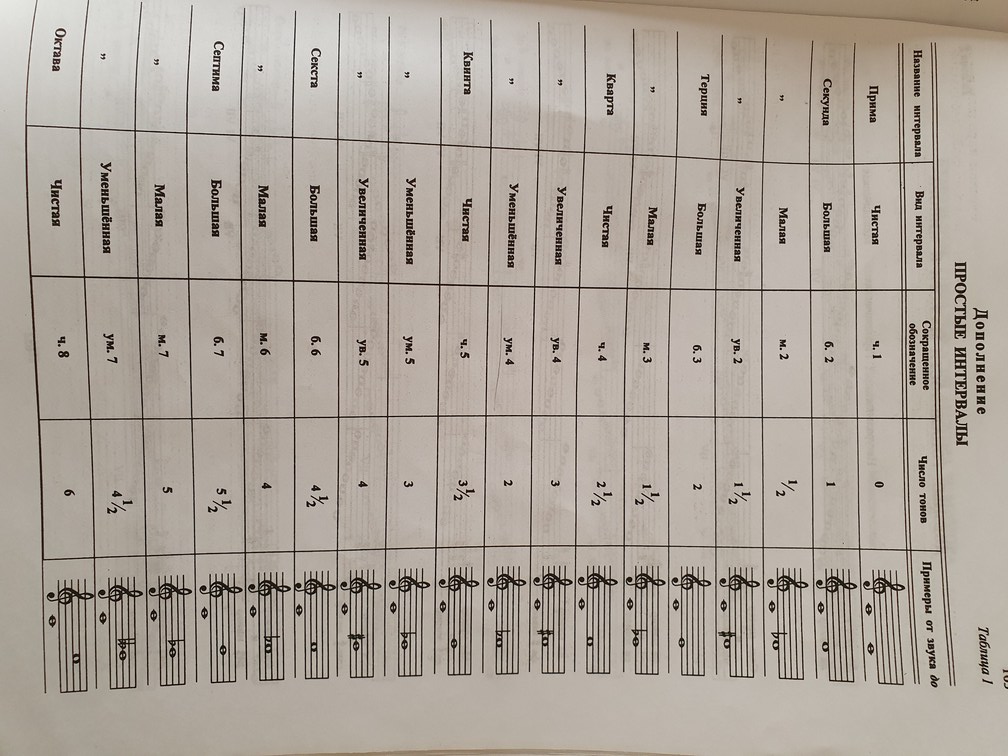 165
Дополнение
ПРОСТЫЕ ИНТЕРВАЛЫ
Таблица 1
Название интервала Вид интервала Сокращенное обозначение Число тонов Примеры от звука до
Прима Чистая ч. 1 0
Секунда Большая б. 2 1
„ Малая м. 2 1/2
„ Увеличенная ув. 2 1 1/2
Терция Большая б. 3 2
„ Малая м. 3 1 1/2
Кварта Чистая ч. 4 2 1/2
„ Увеличенная ув. 4 3
„ Уменьшённая ум. 4 2
Квинта Чистая ч. 5 3 1/2
„ Уменьшённая ум. 5 3
„ Увеличенная ув. 5 4
Секста Большая б. 6 4 1/2
„ Малая м. 6 4
Септима Большая б. 7 5 1/2
„ Малая м. 7 5
„ Уменьшённая ум. 7 4 1/2
Октава Чистая ч. 8 6